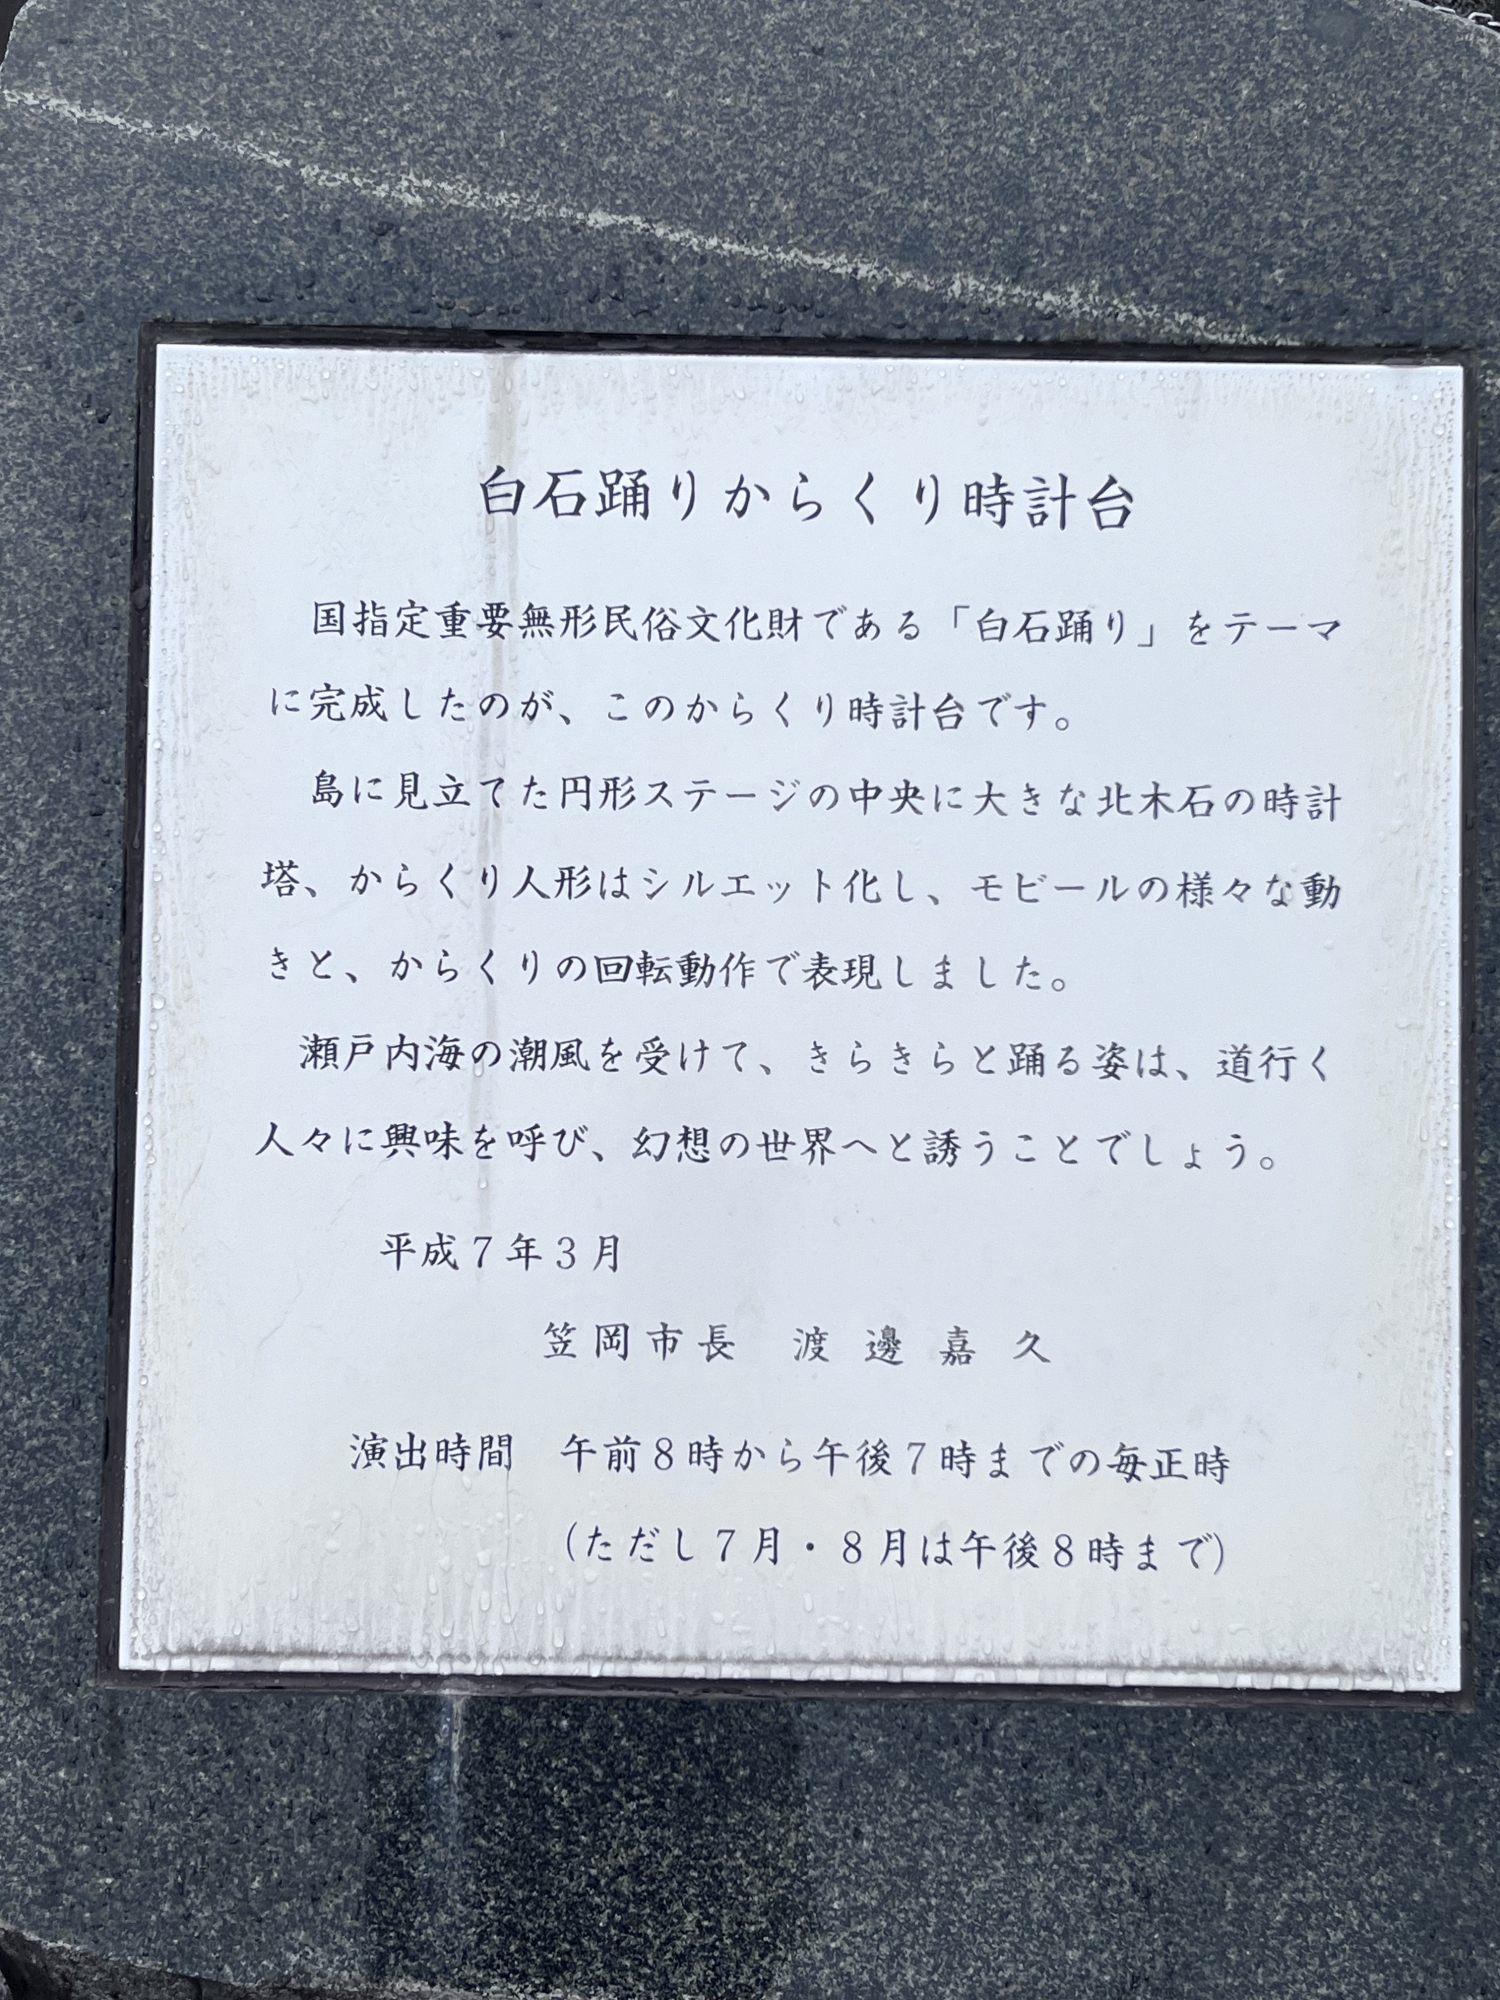 白石踊りからくり時計台
国指定重要無形民俗文化財である「白石踊り」をテーマ
に完成したのが、このからくり時計台です。
島に見立てた円形ステージの中央に大きな北木石の時計
塔、からくり人形はシルエット化し、モビールの様々な動
きと、からくりの回転動作で表現しました。
瀬戸内海の潮風を受けて、きらきらと踊る姿は、道行く
人々に興味を呼び、幻想の世界へと誘うことでしょう。
平成7年3月
笠岡市長　渡邊嘉久
演出時間　午前8時から午後7時までの毎正時
（ただし7月・8月は午後8時まで）